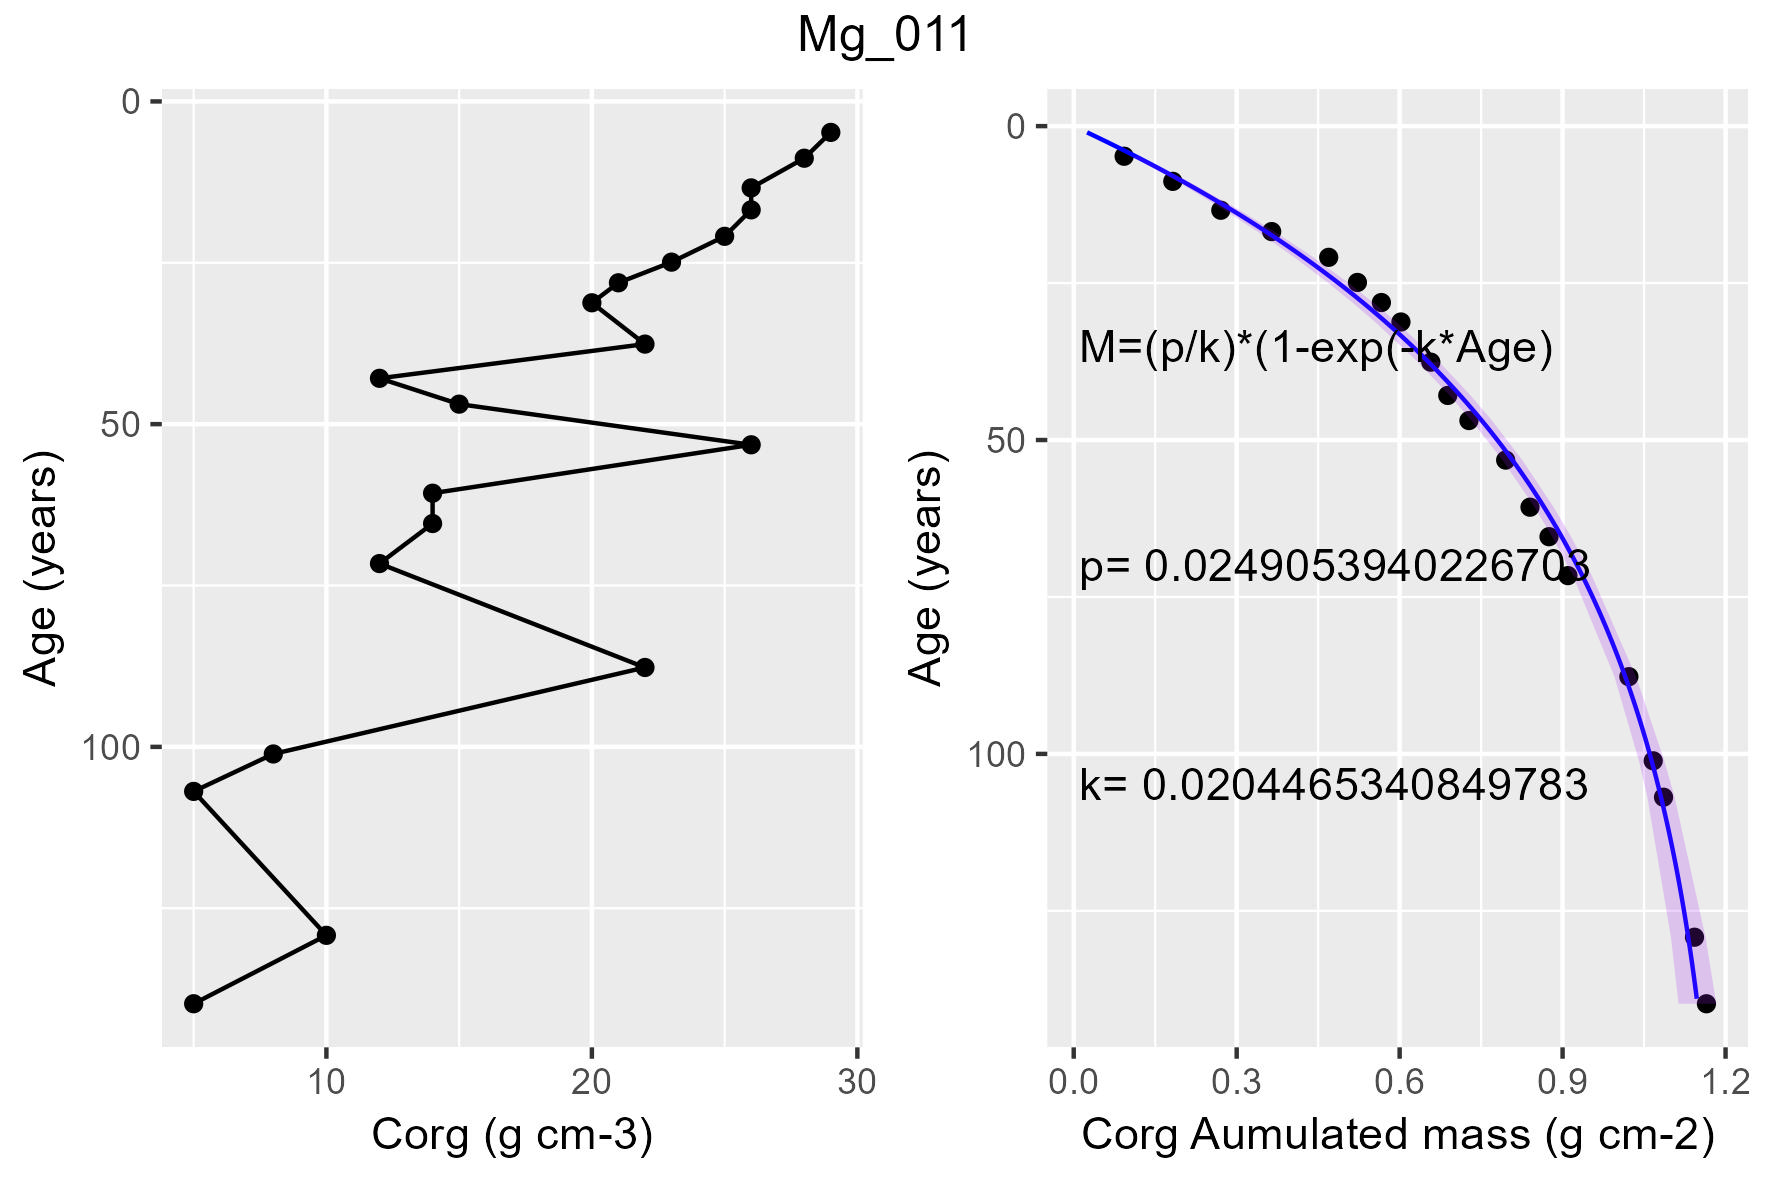 Mg_011
0
50
100
Age (years)
10 20 30
Corg (g cm-3)
0
50
100
Age (years)
M=(p/k)*(1-exp(-k*Age)
p= 0.0249053940226703
k= 0.0204465340849783
0.0 0.3 0.6 0.9 1.2
Corg Aumulated mass (g cm-2)